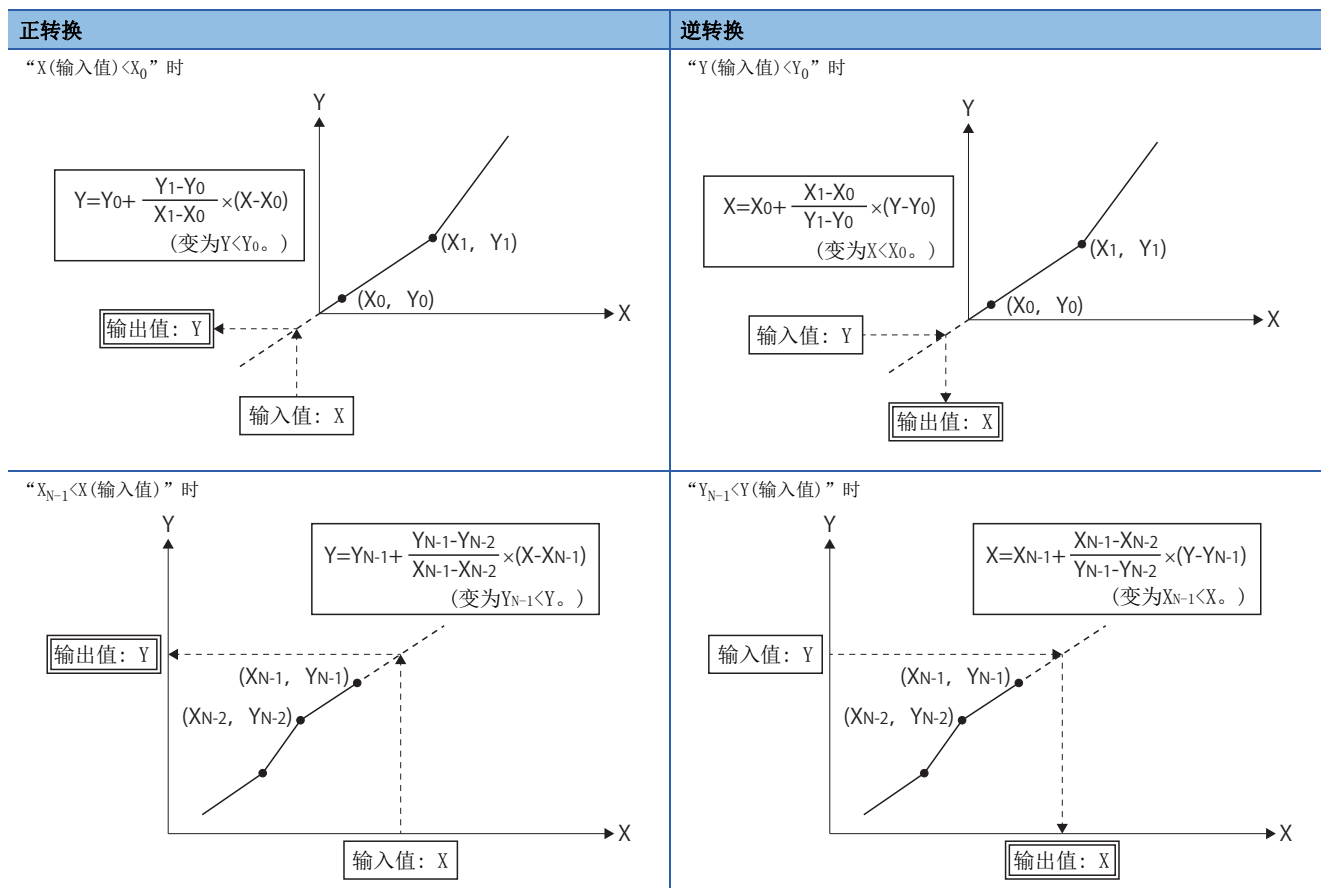 正转换
逆转换
“X(输入值)<X0”时
Y
Y=Y0+ Y1-Y0 / X1-X0 ×(X-X0)
(变为Y<Y0。)
(X1, Y1)
(X0, Y0)
X
输出值: Y
输入值: X
“Y(输入值)<Y0”时
Y
X=X0+ X1-X0 / Y1-Y0 ×(Y-Y0)
(变为X<X0。)
(X1, Y1)
(X0, Y0)
X
输入值: Y
输出值: X
“XN-1<X(输入值)”时
Y
Y=YN-1+ YN-1-YN-2 / XN-1-XN-2 ×(X-XN-1)
(变为YN-1<Y。)
输出值: Y
(XN-1, YN-1)
(XN-2, YN-2)
X
输入值: X
“YN-1<Y(输入值)”时
Y
X=XN-1+ XN-1-XN-2 / YN-1-YN-2 ×(Y-YN-1)
(变为XN-1<X。)
输入值: Y
(XN-1, YN-1)
(XN-2, YN-2)
X
输出值: X